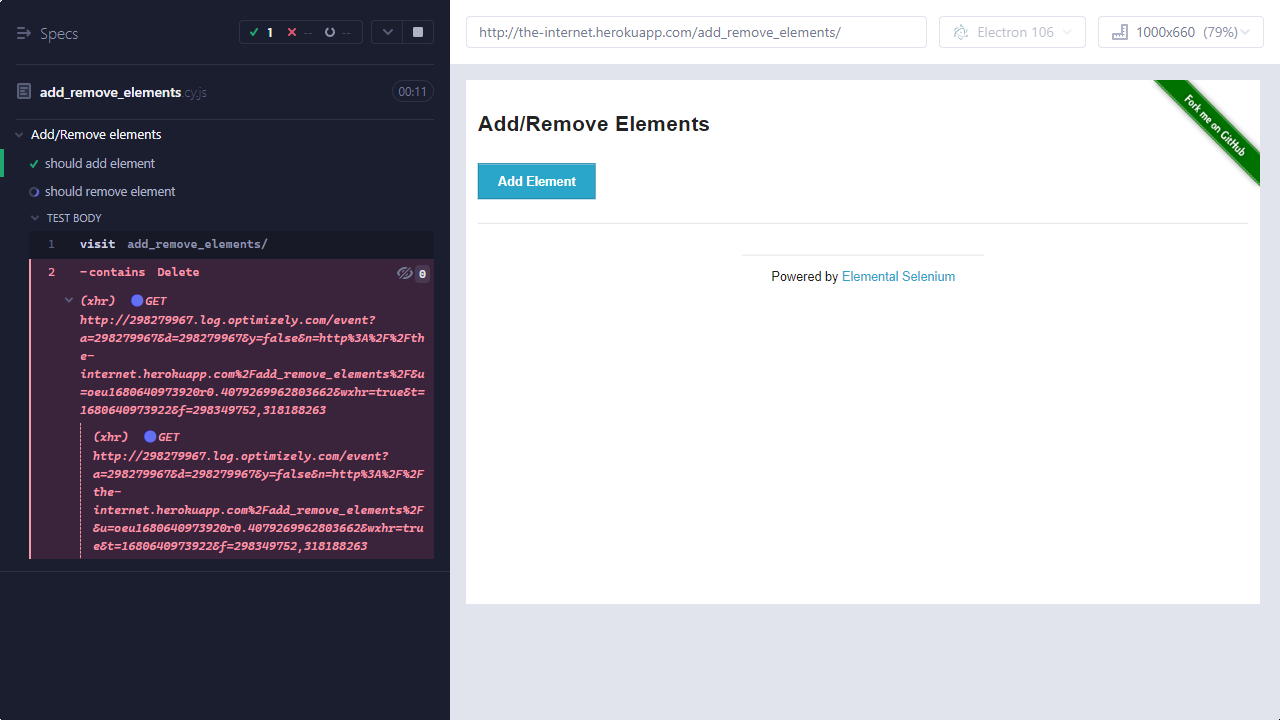 Specs
1
--
--
add_remove_elements.cy.js
00:11
Add/Remove elements
should add element
should remove element
TEST BODY
1 visit add_remove_elements/
2 -contains Delete 0
(xhr) GET
http://298279967.log.optimizely.com/event?
a=298279967&d=298279967&y=false&n=http%3A%2F%2Fth
e-
internet.herokuapp.com%2Fadd_remove_elements%2F&u
=oeu1680640973920r0.4079269962803662&wxhr=true&t=
1680640973922&f=298349752,318188263
(xhr) GET
http://298279967.log.optimizely.com/event?
a=298279967&d=298279967&y=false&n=http%3A%2F%2F
the-
internet.herokuapp.com%2Fadd_remove_elements%2F
&u=oeu1680640973920r0.4079269962803662&wxhr=tru
e&t=1680640973922&f=298349752,318188263
http://the-internet.herokuapp.com/add_remove_elements/
Electron 106
1000x660 (79%)
Add/Remove Elements
Fork me on GitHub
Add Element
Powered by Elemental Selenium